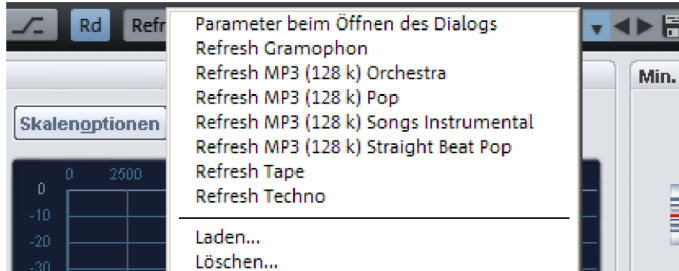 Rd Refr
Parameter beim Öffnen des Dialogs
Refresh Gramophon
Refresh MP3 (128 k) Orchestra
Refresh MP3 (128 k) Pop
Refresh MP3 (128 k) Songs Instrumental
Refresh MP3 (128 k) Straight Beat Pop
Refresh Tape
Refresh Techno
Laden...
Löschen...
Min.
Skalenoptionen
0 2500
0
-10
-20
-30